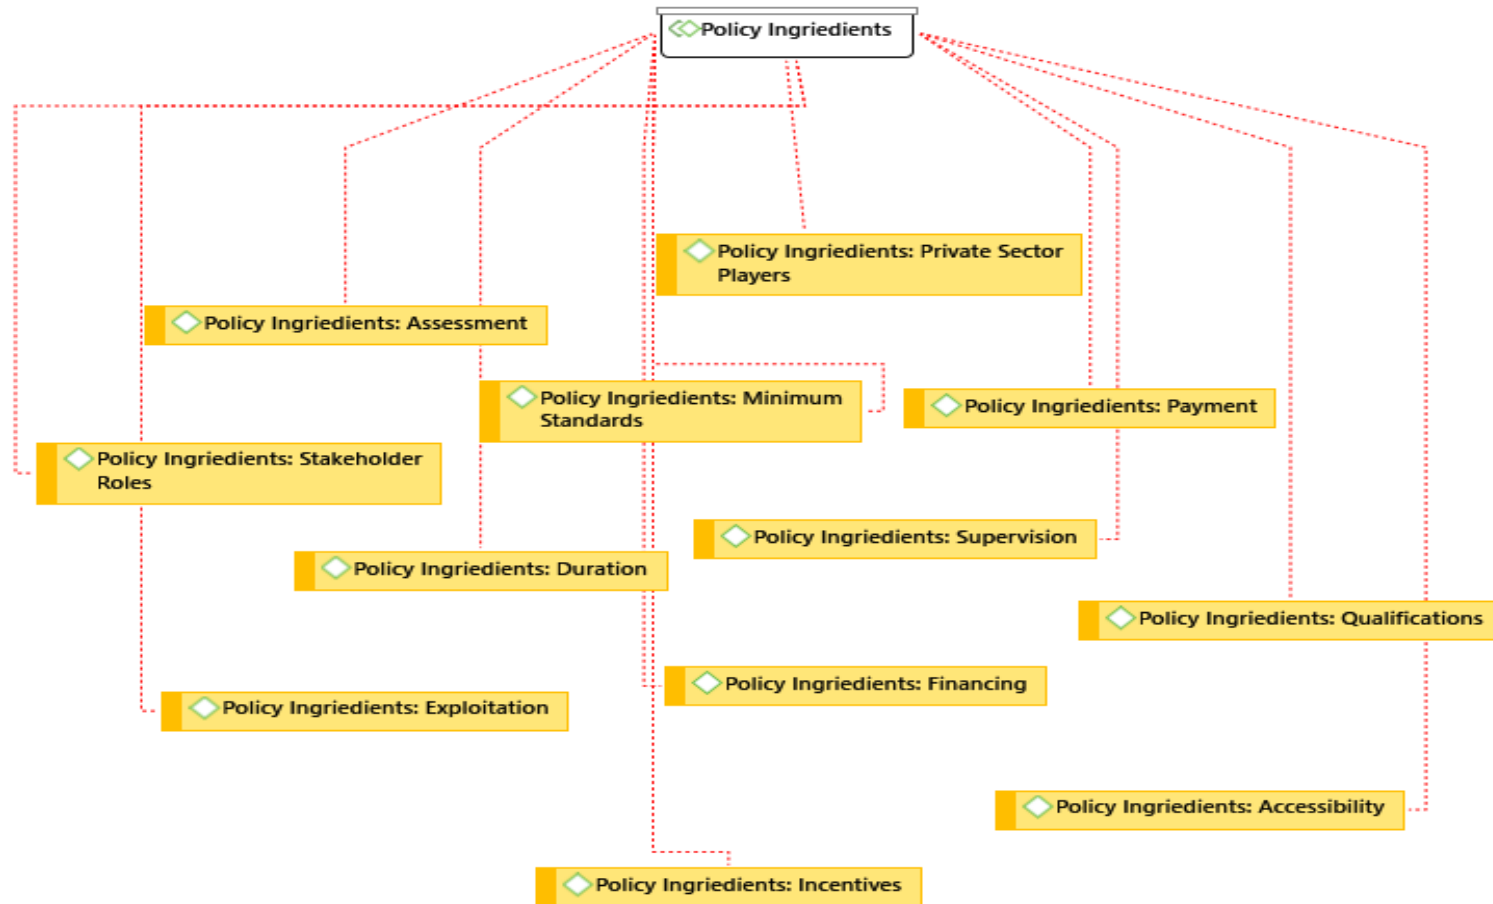 Policy Ingriedients
Policy Ingriedients: Private Sector
Players
Policy Ingriedients: Assessment
Policy Ingriedients: Minimum
Standards
Policy Ingriedients: Payment
Policy Ingriedients: Stakeholder
Roles
Policy Ingriedients: Supervision
Policy Ingriedients: Duration
Policy Ingriedients: Qualifications
Policy Ingriedients: Financing
Policy Ingriedients: Exploitation
Policy Ingriedients: Accessibility
Policy Ingriedients: Incentives